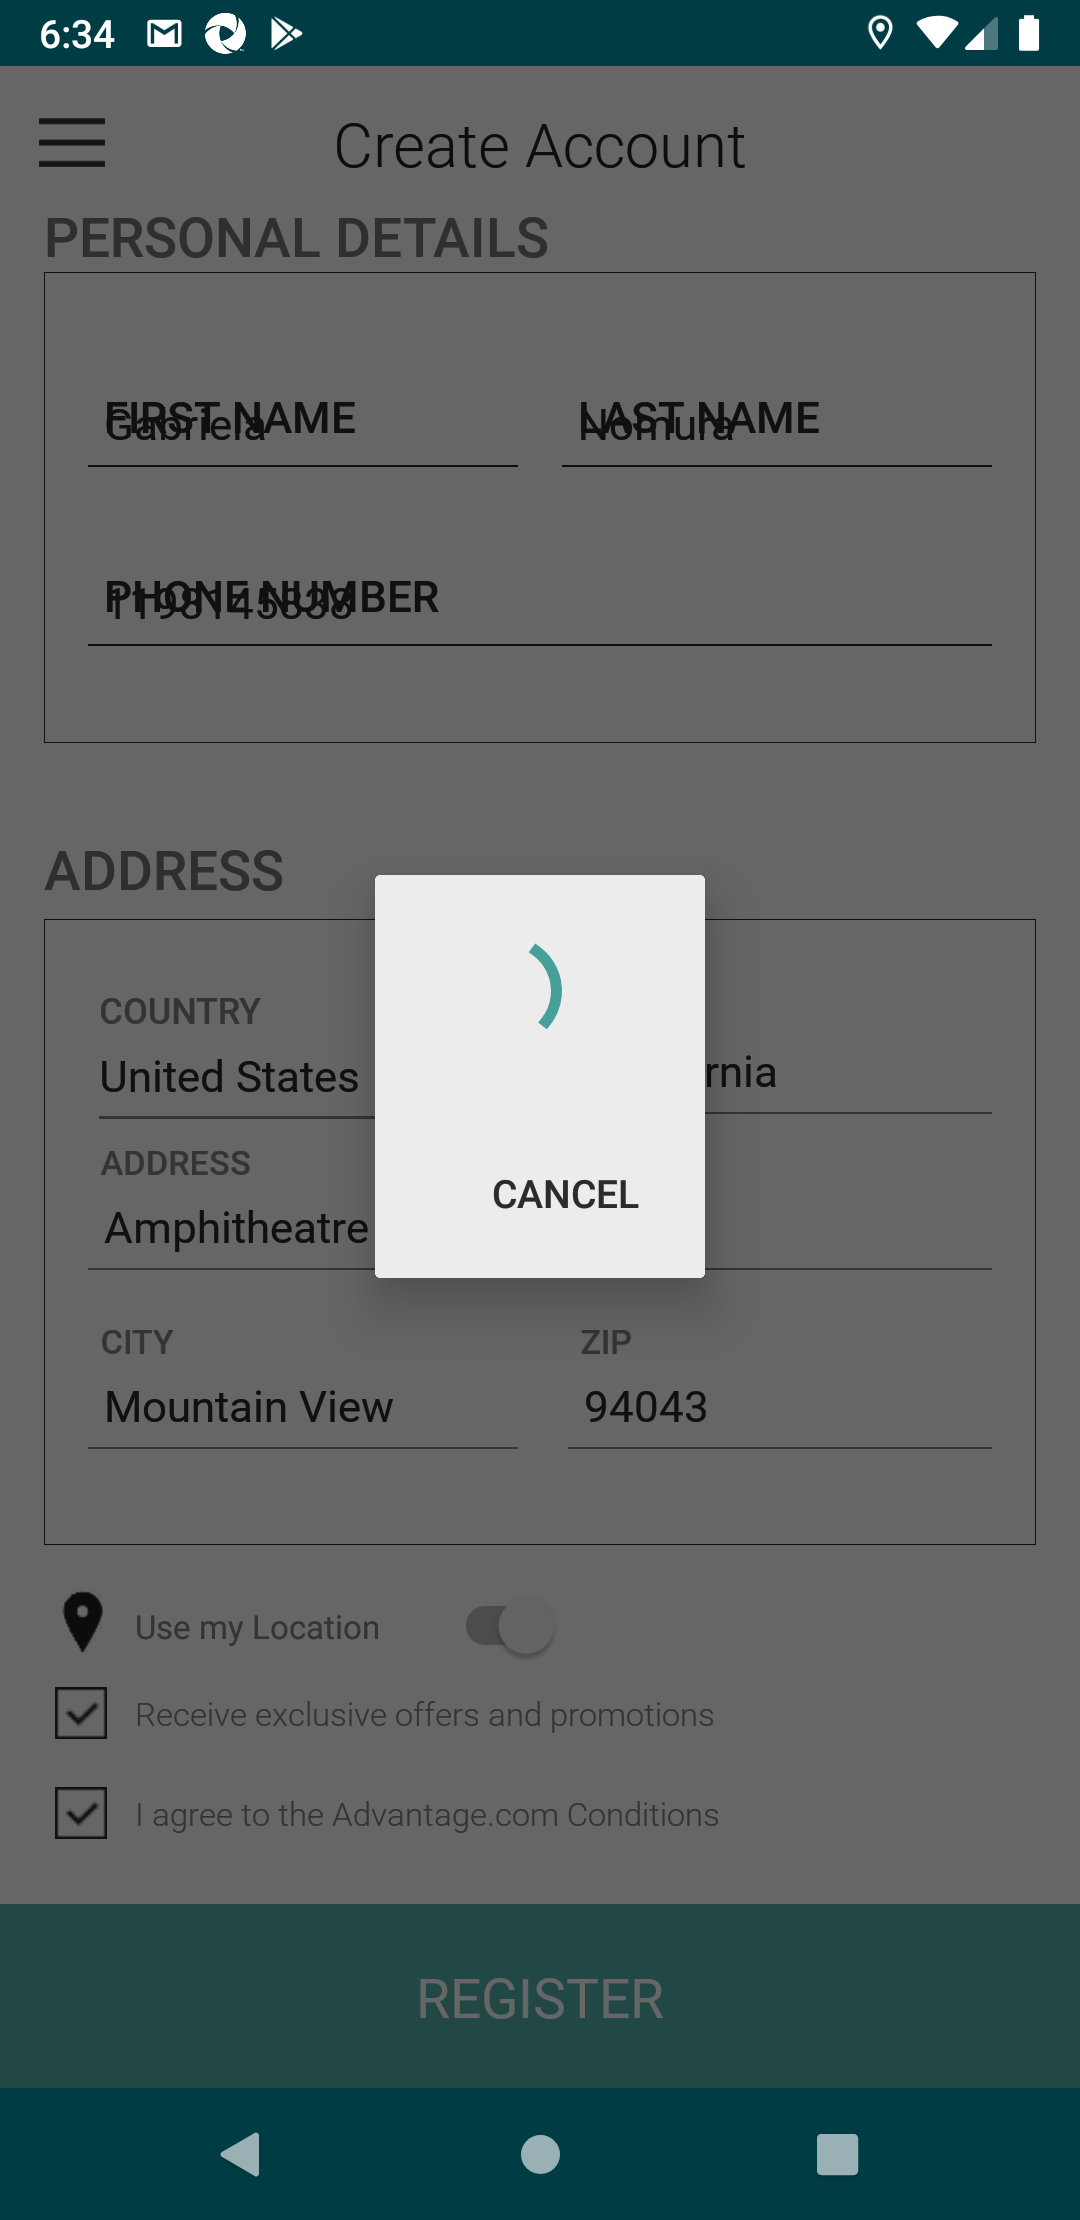 6:34
Create Account
PERSONAL DETAILS
FIRST NAME
Gabriela
LAST NAME
Nomura
PHONE NUMBER
ADDRESS
COUNTRY
United States
rnia
ADDRESS
Amphitheatre
CANCEL
CITY
ZIP
Mountain View
94043
Use my Location
Receive exclusive offers and promotions
I agree to the Advantage.com Conditions
REGISTER